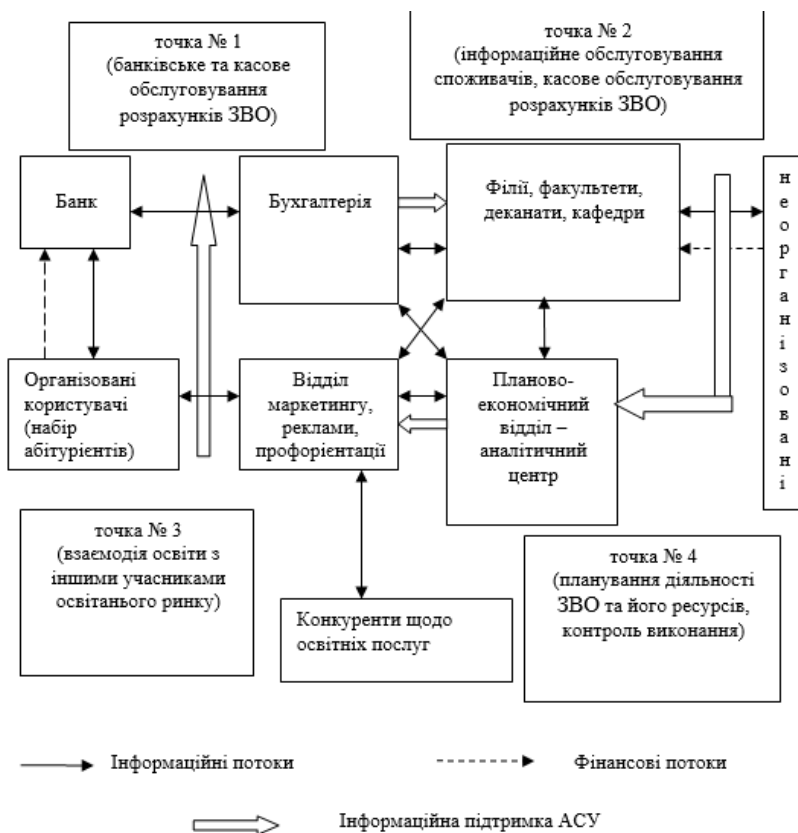 точка № 1
(банківське та касове
обслуговування
розрахунків ЗВО)
точка № 2
(інформаційне обслуговування
споживачів, касове обслуговування
розрахунків ЗВО)
Банк
Бухгалтерія
Філії, факультети,
деканати, кафедри
н
е
о
р
г
а
н
і
з
о
в
а
н
і
Організовані
користувачі
(набір
абітурієнтів)
Відділ
маркетингу,
реклами,
профорієнтації
Планово-
економічний
відділ –
аналітичний
центр
точка № 3
(взаємодія освіти з
іншими учасниками
освітанього ринку)
точка № 4
(планування діяльності
ЗВО та його ресурсів,
контроль виконання)
Конкуренти щодо
освітніх послуг
Інформаційні потоки
Фінансові потоки
Інформаційна підтримка АСУ